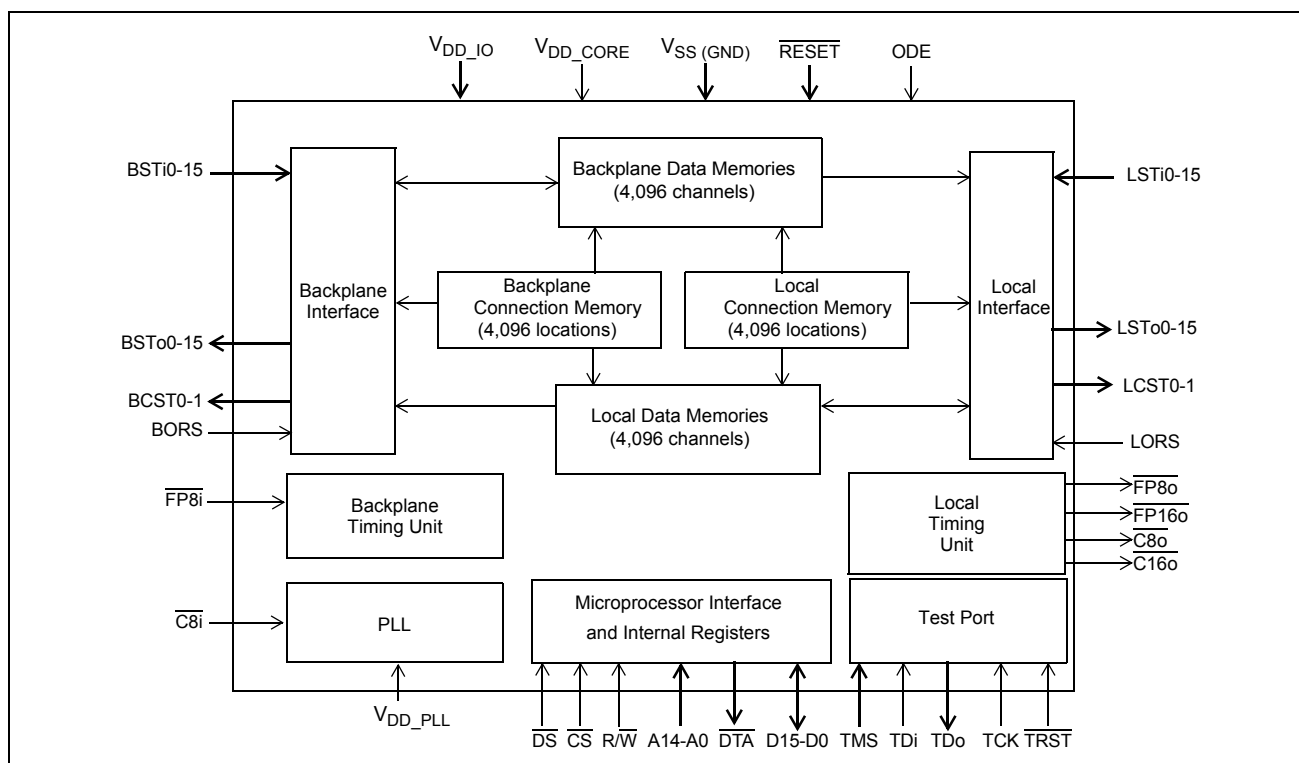 VDD_IO
VDD_CORE
VSS (GND)
RESET
ODE
BSTi0-15
Backplane Data Memories
(4,096 channels)
LSTi0-15
Backplane
Interface
Backplane
Connection Memory
(4,096 locations)
Local
Connection Memory
(4,096 locations)
Local
Interface
BSTo0-15
LSTo0-15
BCST0-1
LCST0-1
BORS
Local Data Memories
(4,096 channels)
LORS
FP8i
Backplane
Timing Unit
Local
Timing
Unit
FP8o
FP16o
C8o
C16o
C8i
PLL
Microprocessor Interface
and Internal Registers
Test Port
VDD_PLL
DS
CS
R/W
A14-A0
DTA
D15-D0
TMS
TDi
TDo
TCK
TRST